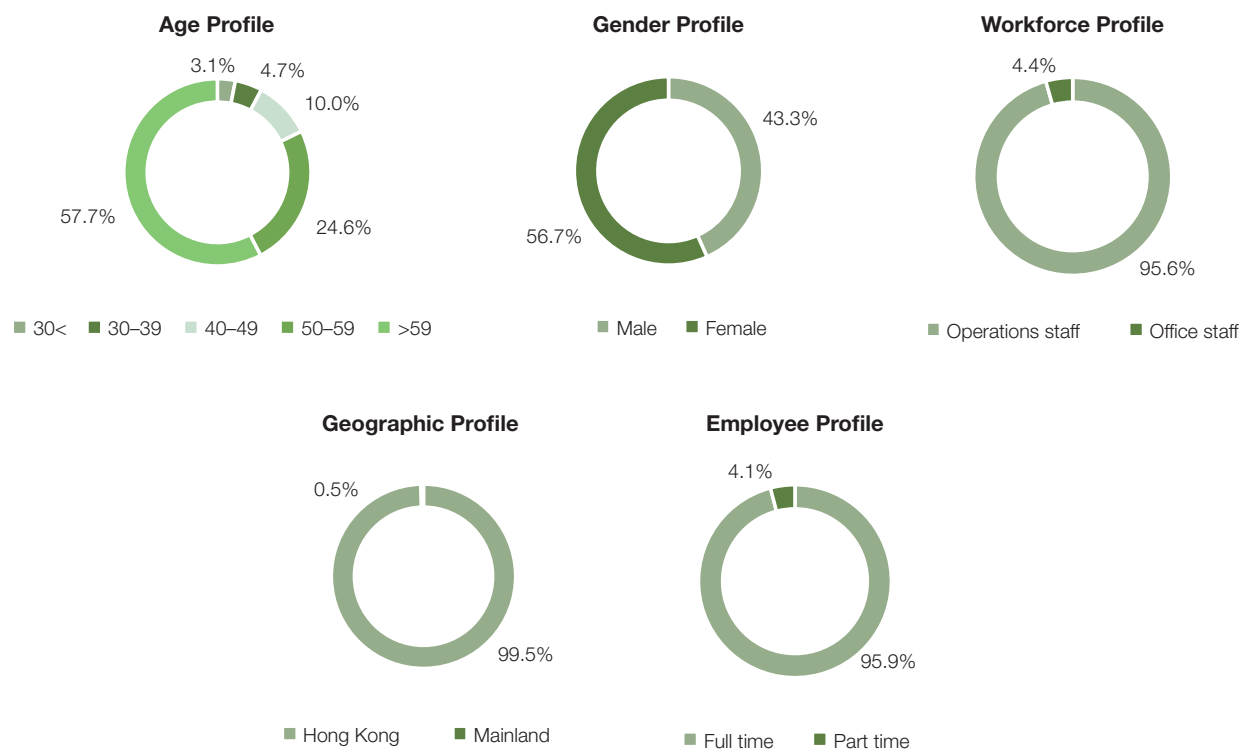 Age Profile
3.1%
4.7%
10.0%
24.6%
57.7%
30<
30–39
40–49
50–59
>59
Gender Profile
43.3%
56.7%
Male
Female
Workforce Profile
4.4%
95.6%
Operations staff
Office staff
Geographic Profile
0.5%
99.5%
Hong Kong
Mainland
Employee Profile
4.1%
95.9%
Full time
Part time